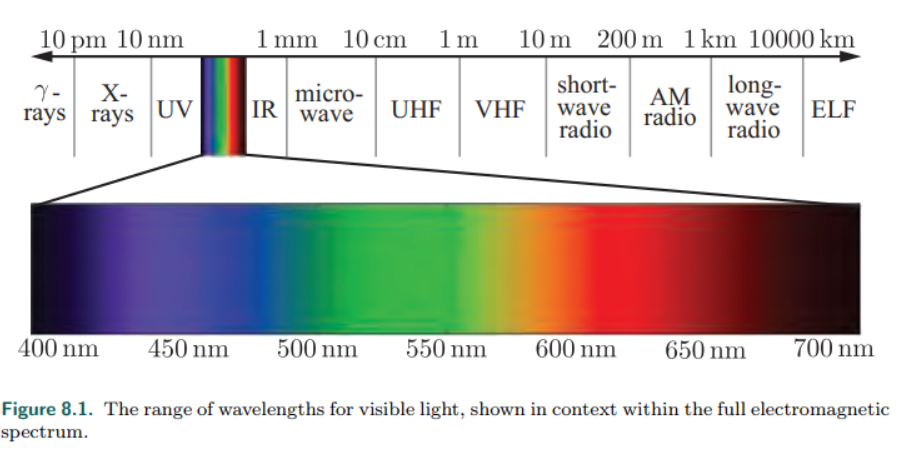 10 pm 10 nm 1 mm 10 cm 1 m 10 m 200 m 1 km 10000 km
γ-
rays
X-
rays
UV
IR
micro-
wave
UHF
VHF
short-
wave
radio
AM
radio
long-
wave
radio
ELF
400 nm 450 nm 500 nm 550 nm 600 nm 650 nm 700 nm
Figure 8.1. The range of wavelengths for visible light, shown in context within the full electromagnetic
spectrum.